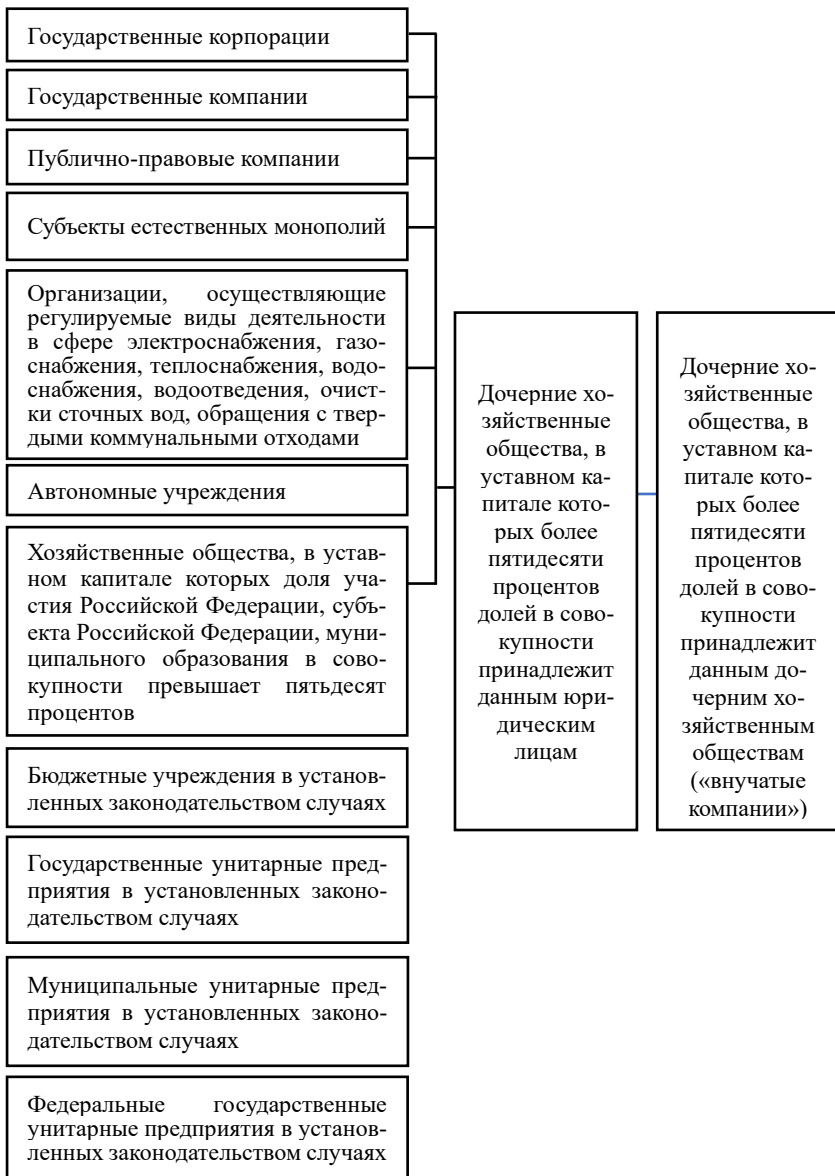 Государственные корпорации
Государственные компании
Публично-правовые компании
Субъекты естественных монополий
Организации, осуществляющие
регулируемые виды деятельности
в сфере электроснабжения, газо-
снабжения, теплоснабжения, водо-
снабжения, водоотведения, очист-
ки сточных вод, обращения с твер-
дыми коммунальными отходами
Автономные учреждения
Хозяйственные общества, в устав-
ном капитале которых доля уча-
стия Российской Федерации, субъ-
екта Российской Федерации, муни-
ципального образования в сово-
купности превышает пятьдесят
процентов
Бюджетные учреждения в установ-
ленных законодательством случаях
Государственные унитарные пред-
приятия в установленных законо-
дательством случаях
Муниципальные унитарные пред-
приятия в установленных законо-
дательством случаях
Федеральные государственные
унитарные предприятия в установ-
ленных законодательством случаях
Дочерние хо-
зяйственные
общества, в
уставном ка-
питале кото-
рых более
пятидесяти
процентов
долей в сово-
купности
принадлежит
данным юри-
дическим
лицам
Дочерние хо-
зяйственные
общества, в
уставном ка-
питале кото-
рых более
пятидесяти
процентов
долей в сово-
купности
принадлежит
данным до-
черним хо-
зяйственным
обществам
(«внучатые
компании»)